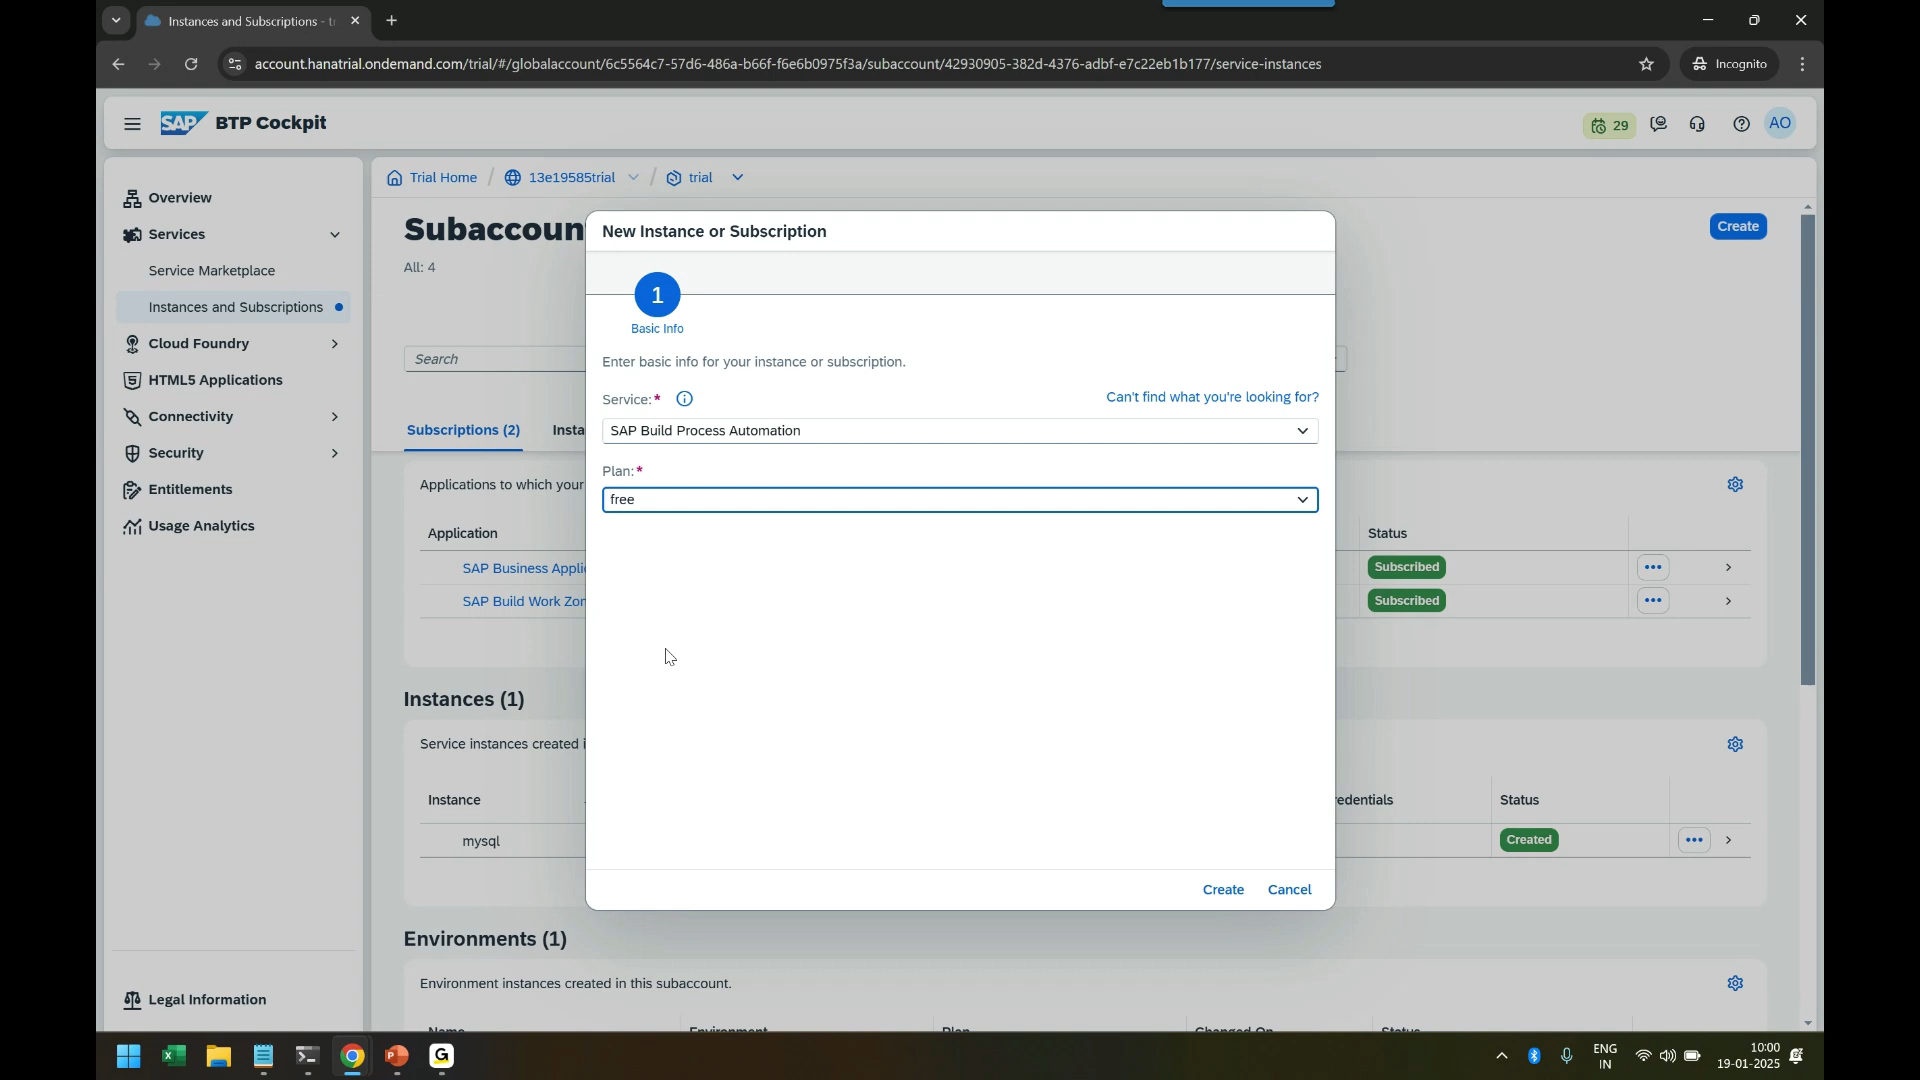 Instances and Subscriptions - tr
account.hanatrial.ondemand.com/trial/#/globalaccount/6c5564c7-57d6-486a-b66f-f6e6b0975f3a/subaccount/42930905-382d-4376-adbf-e7c22eb1b177/service-instances
Incognito
SAP BTP Cockpit
29
AO
Overview
Services
Service Marketplace
Instances and Subscriptions
Cloud Foundry
HTML5 Applications
Connectivity
Security
Entitlements
Usage Analytics
Legal Information
Trial Home / 13e19585trial / trial
Subaccoun
Create
All: 4
Search
Subscriptions (2) Insta
Applications to which your
Application Status
SAP Business Applic Subscribed
SAP Build Work Zon Subscribed
Instances (1)
Service instances created i
Instance redentials Status
mysql Created
Environments (1)
Environment instances created in this subaccount.
Name Environment Plan Changed On Status
New Instance or Subscription
1
Basic Info
Enter basic info for your instance or subscription.
Service:*
Can't find what you're looking for?
SAP Build Process Automation
Plan:*
free
Create Cancel
ENG
IN
10:00
19-01-2025